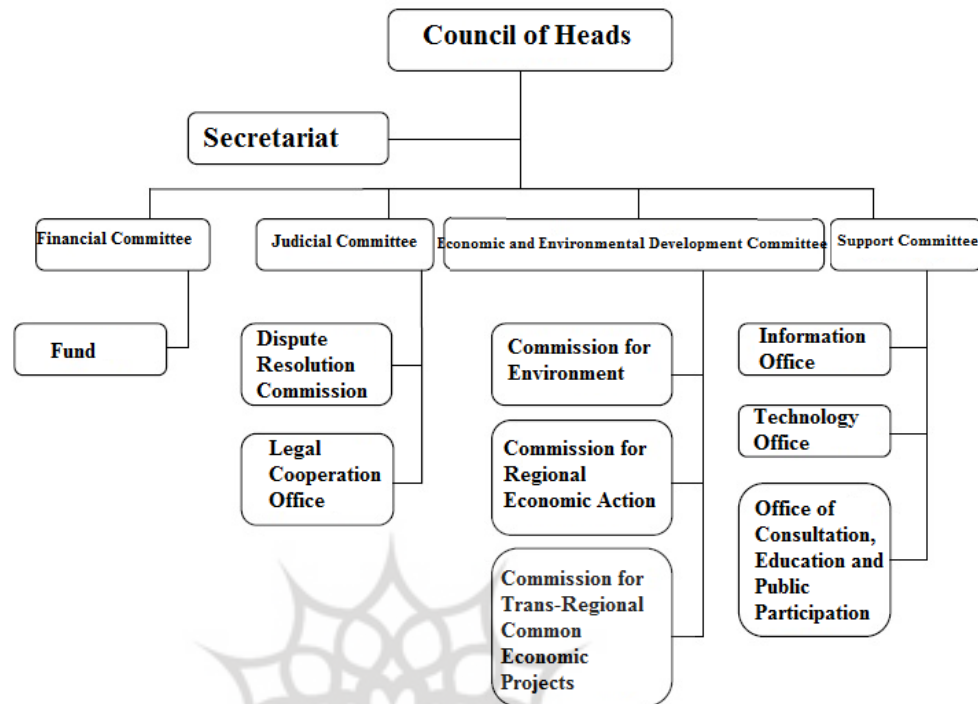 Council of Heads
Secretariat
Financial Committee
Judicial Committee
Economic and Environmental Development Committee
Support Committee
Fund
Dispute
Resolution
Commission
Legal
Cooperation
Office
Commission for
Environment
Commission for
Regional
Economic Action
Commission for
Trans-Regional
Common
Economic
Projects
Information
Office
Technology
Office
Office of
Consultation,
Education and
Public
Participation